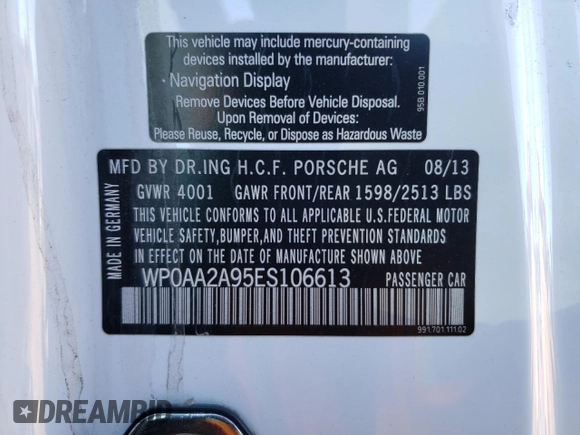 This vehicle may include mercury-containing
devices installed by the manufacturer:
· Navigation Display
Remove Devices Before Vehicle Disposal.
Upon Removal of Devices:
Please Reuse, Recycle, or Dispose as Hazardous Waste
95B.010.001
MADE IN GERMANY
MFD BY DR.ING H.C.F. PORSCHE AG 08/13
GVWR 4001 GAWR FRONT/REAR 1598/2513 LBS
THIS VEHICLE CONFORMS TO ALL APPLICABLE U.S.FEDERAL MOTOR
VEHICLE SAFETY,BUMPER,AND THEFT PREVENTION STANDARDS
IN EFFECT ON THE DATE OF MANUFACTURE SHOWN ABOVE.
WP0AA2A95ES106613 PASSENGER CAR
991.701.111.02
DREAMBID